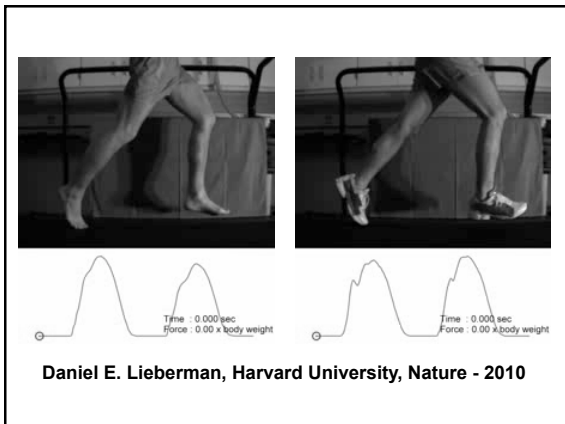 Time : 0.000 sec
Force : 0.00 x body weight
Time : 0.000 sec
Force : 0.00 x body weight
Daniel E. Lieberman, Harvard University, Nature - 2010